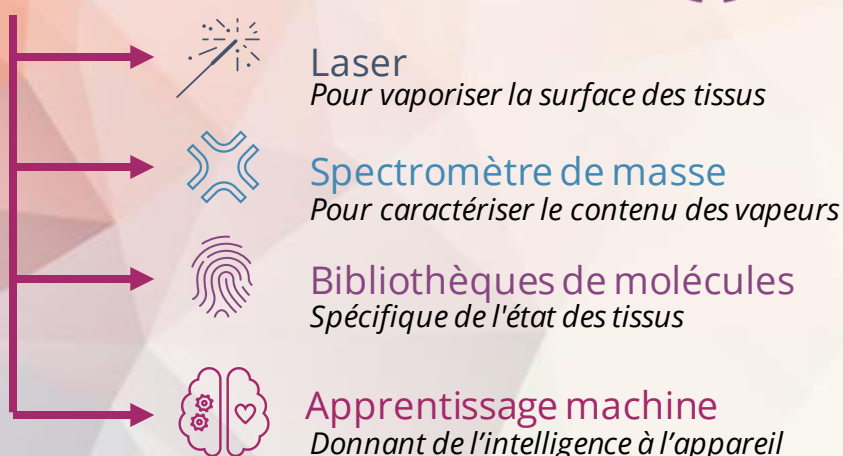 Laser
Pour vaporiser la surface des tissus
Spectromètre de masse
Pour caractériser le contenu des vapeurs
Bibliothèques de molécules
Spécifique de l'état des tissus
Apprentissage machine
Donnant de l’intelligence à l’appareil